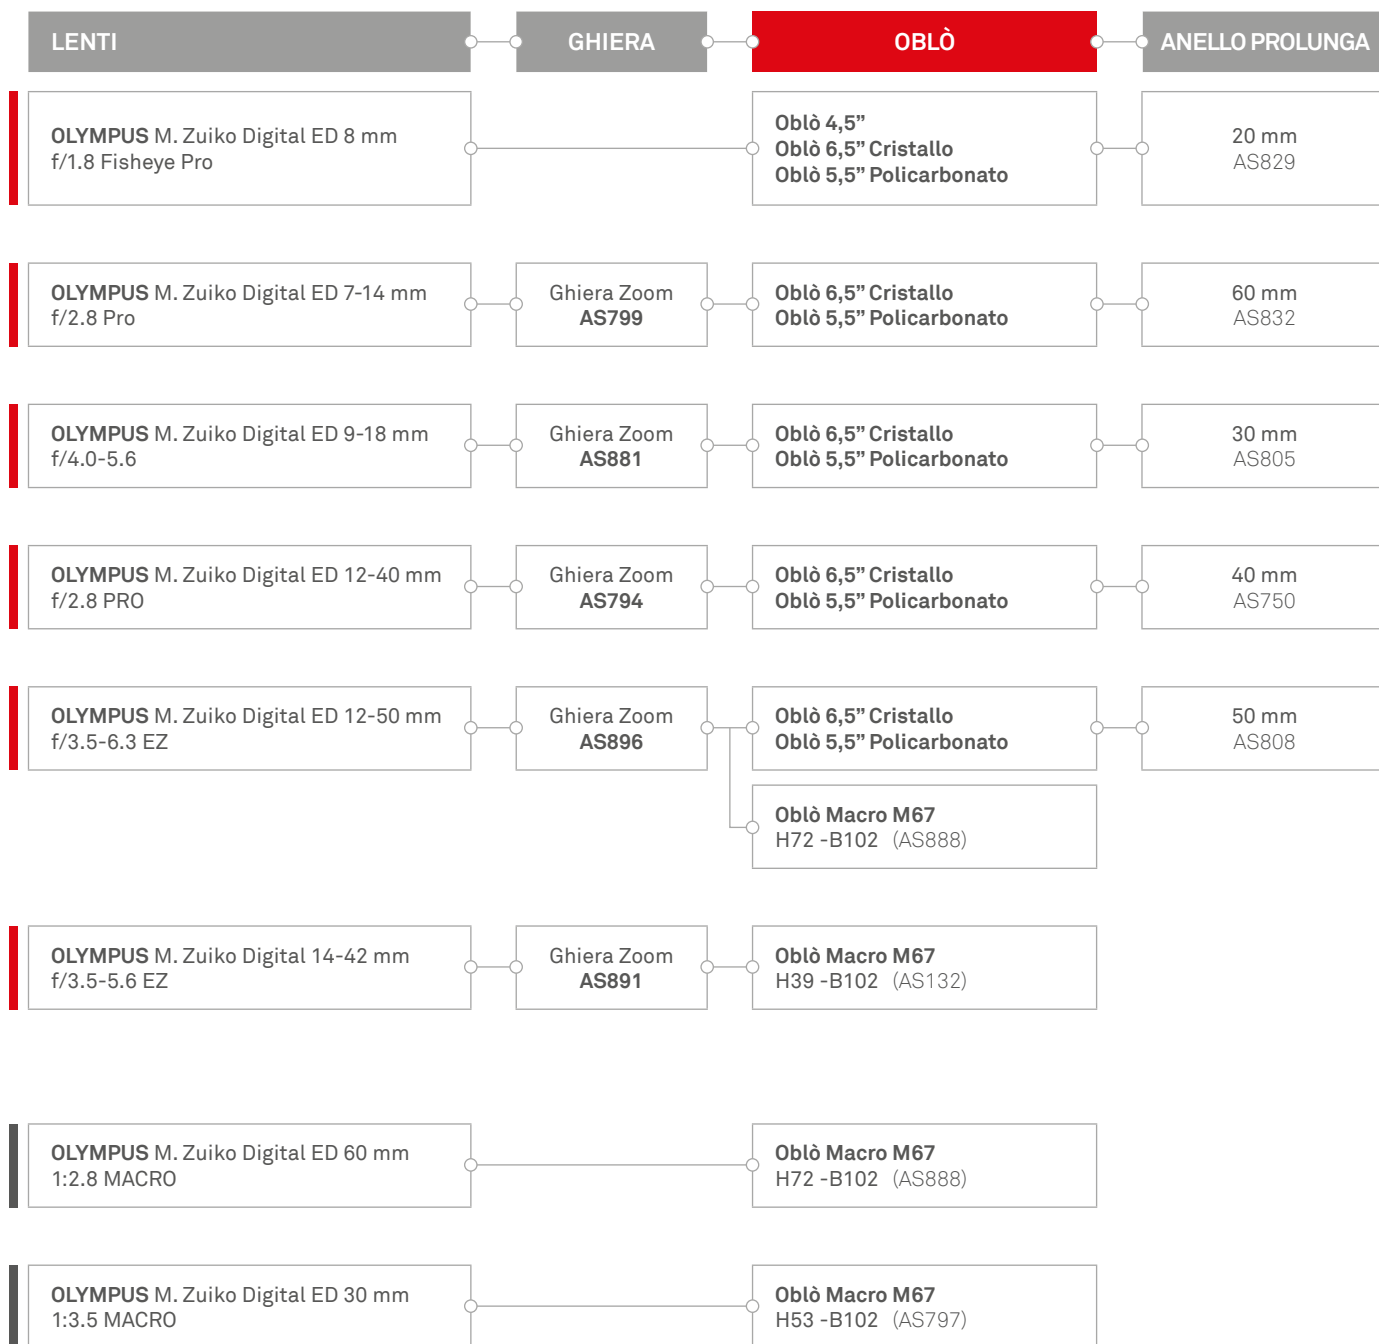 LENTI
GHIERA
OBLÒ
ANELLO PROLUNGA
OLYMPUS M. Zuiko Digital ED 8 mm
f/1.8 Fisheye Pro
Oblò 4,5”
Oblò 6,5” Cristallo
Oblò 5,5” Policarbonato
20 mm
AS829
OLYMPUS M. Zuiko Digital ED 7-14 mm
f/2.8 Pro
Ghiera Zoom
AS799
Oblò 6,5” Cristallo
Oblò 5,5” Policarbonato
60 mm
AS832
OLYMPUS M. Zuiko Digital ED 9-18 mm
f/4.0-5.6
Ghiera Zoom
AS881
Oblò 6,5” Cristallo
Oblò 5,5” Policarbonato
30 mm
AS805
OLYMPUS M. Zuiko Digital ED 12-40 mm
f/2.8 PRO
Ghiera Zoom
AS794
Oblò 6,5” Cristallo
Oblò 5,5” Policarbonato
40 mm
AS750
OLYMPUS M. Zuiko Digital ED 12-50 mm
f/3.5-6.3 EZ
Ghiera Zoom
AS896
Oblò 6,5” Cristallo
Oblò 5,5” Policarbonato
50 mm
AS808
Oblò Macro M67
H72 -B102 (AS888)
OLYMPUS M. Zuiko Digital 14-42 mm
f/3.5-5.6 EZ
Ghiera Zoom
AS891
Oblò Macro M67
H39 -B102 (AS132)
OLYMPUS M. Zuiko Digital ED 60 mm
1:2.8 MACRO
Oblò Macro M67
H72 -B102 (AS888)
OLYMPUS M. Zuiko Digital ED 30 mm
1:3.5 MACRO
Oblò Macro M67
H53 -B102 (AS797)